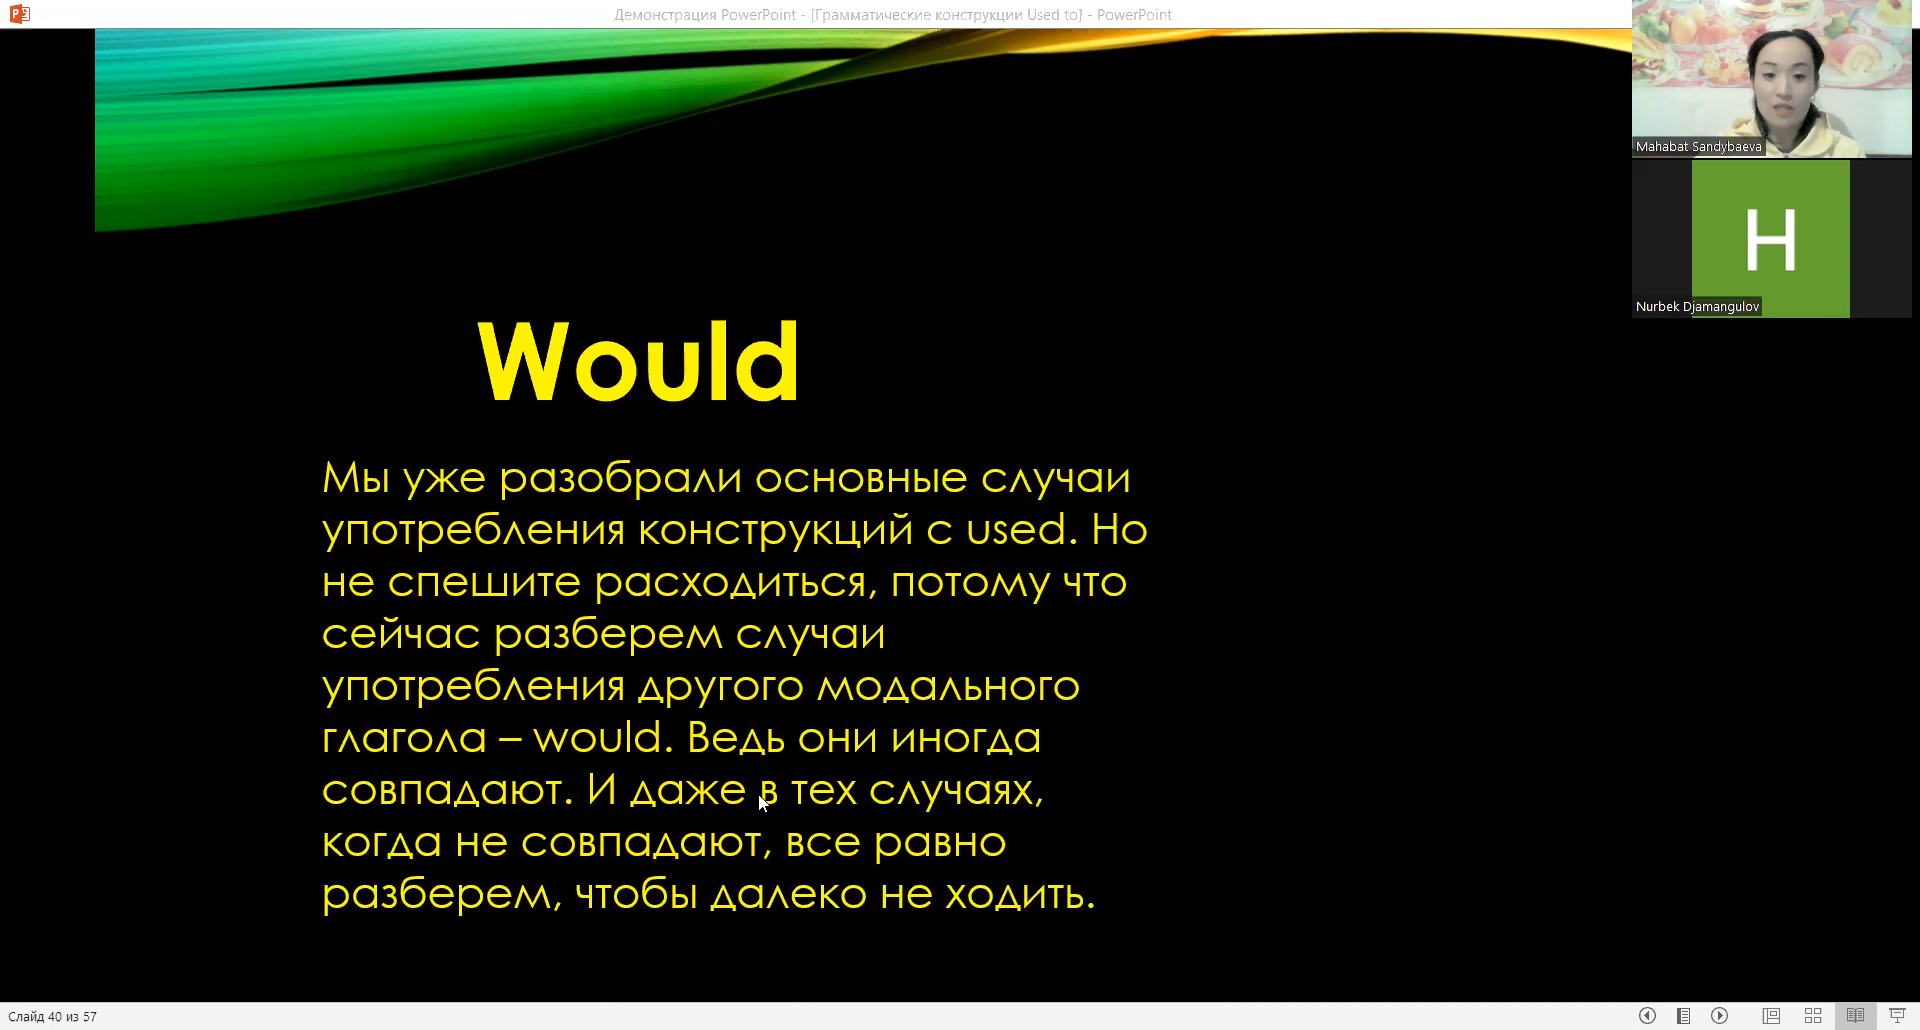 Демонстрация PowerPoint - [Грамматические конструкции Used to] - PowerPoint
Mahabat Sandybaeva
H
Nurbek Djamangulov
Would
Мы уже разобрали основные случаи
употребления конструкций с used. Но
не спешите расходиться, потому что
сейчас разберем случаи
употребления другого модального
глагола – would. Ведь они иногда
совпадают. И даже в тех случаях,
когда не совпадают, все равно
разберем, чтобы далеко не ходить.
Слайд 40 из 57